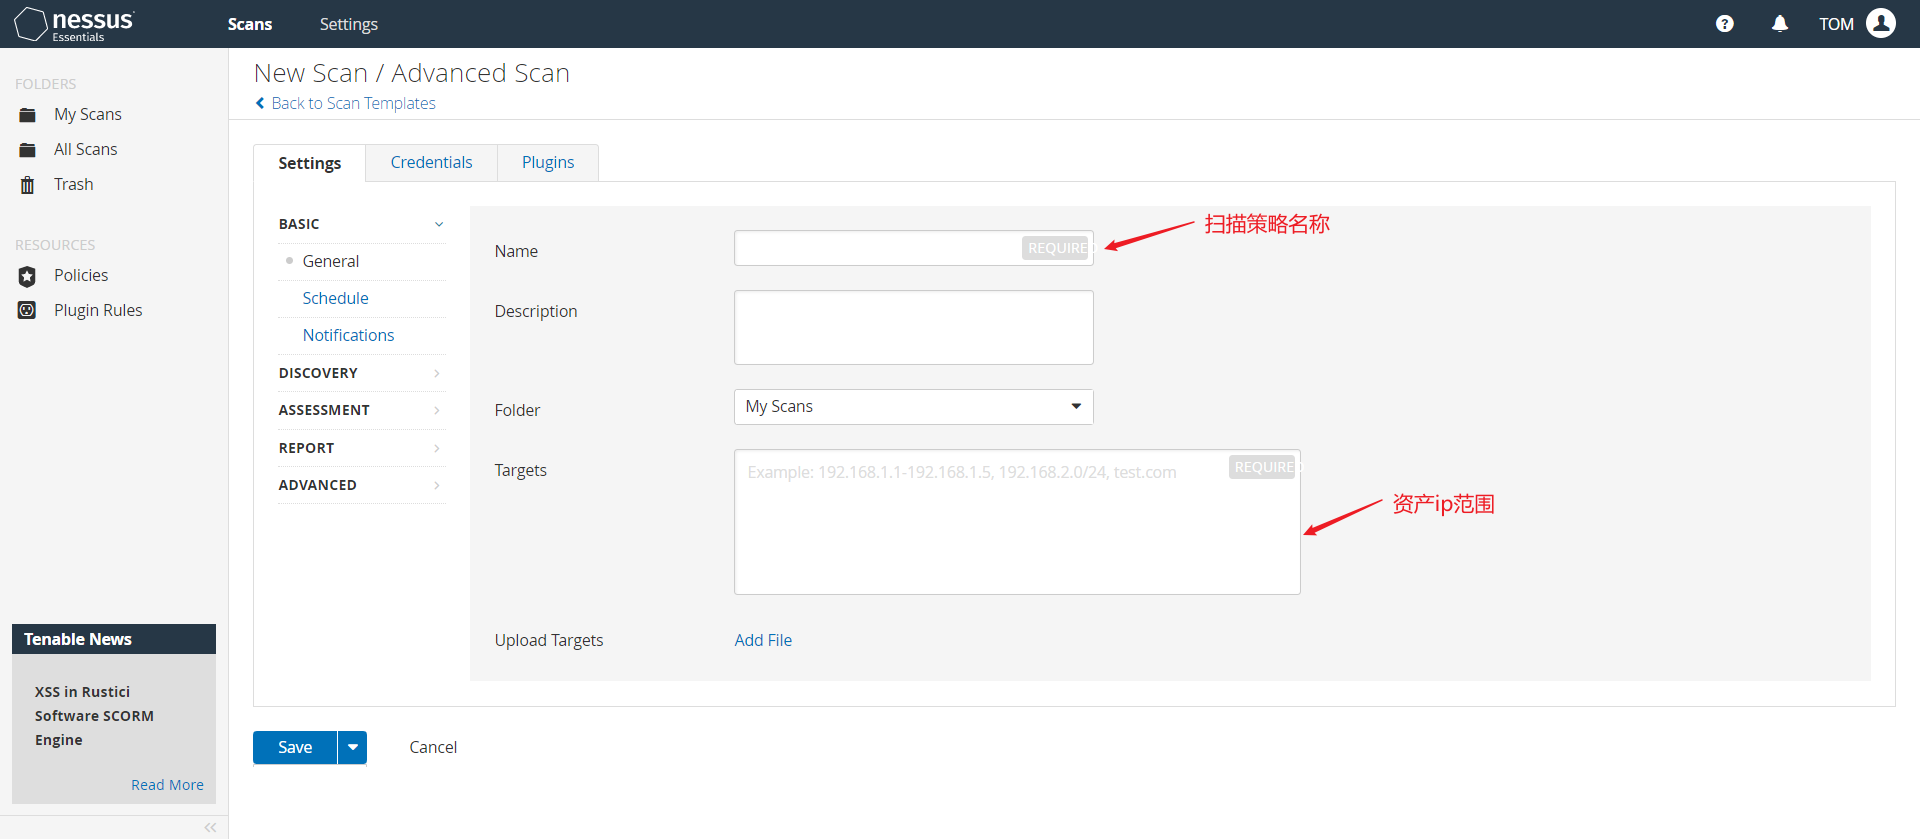 nessus
Essentials
Scans
Settings
TOM
FOLDERS
My Scans
All Scans
Trash
RESOURCES
Policies
Plugin Rules
Tenable News
XSS in Rustici
Software SCORM
Engine
Read More
New Scan / Advanced Scan
Back to Scan Templates
Settings
Credentials
Plugins
BASIC
General
Schedule
Notifications
DISCOVERY
ASSESSMENT
REPORT
ADVANCED
Name
REQUIRED
扫描策略名称
Description
Folder
My Scans
Targets
Example: 192.168.1.1-192.168.1.5, 192.168.2.0/24, test.com
REQUIRED
资产ip范围
Upload Targets
Add File
Save
Cancel